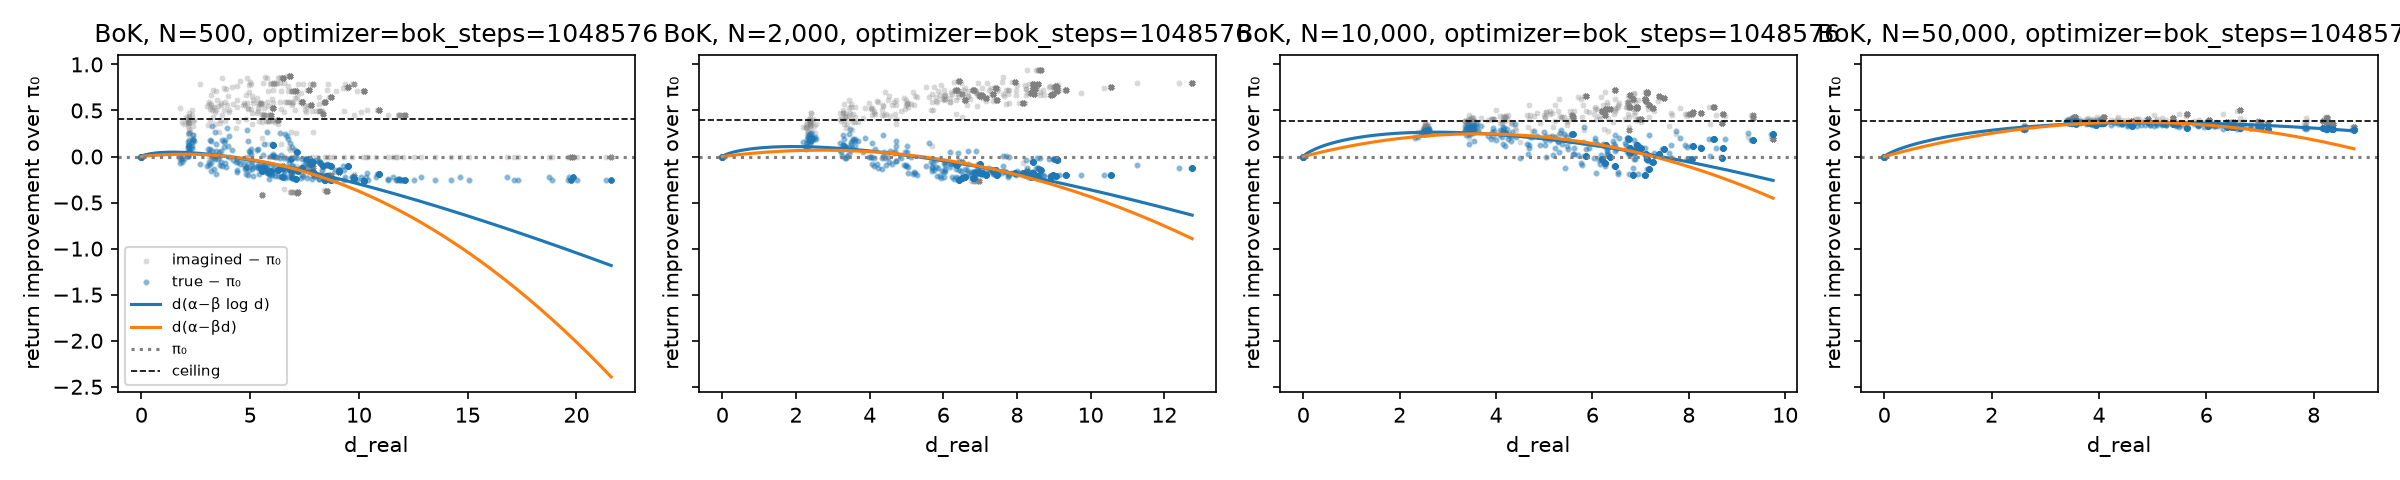 BoK, N=500, optimizer=bok_steps=1048576
BoK, N=2,000, optimizer=bok_steps=1048576
BoK, N=10,000, optimizer=bok_steps=1048576
BoK, N=50,000, optimizer=bok_steps=104857
return improvement over π₀
1.0
0.5
0.0
−0.5
−1.0
−1.5
−2.0
−2.5
imagined − π₀
true − π₀
d(α−β log d)
d(α−βd)
π₀
ceiling
0 5 10 15 20
d_real
return improvement over π₀
0 2 4 6 8 10 12
d_real
return improvement over π₀
0 2 4 6 8 10
d_real
return improvement over π₀
0 2 4 6 8
d_real